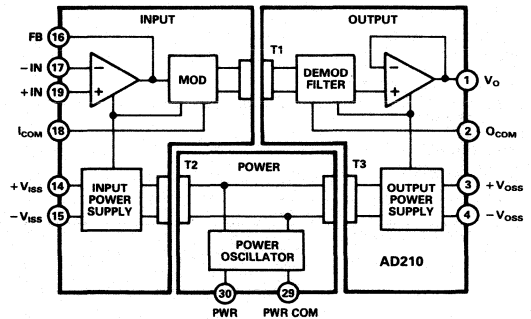 INPUT
OUTPUT
FB 16
-IN 17
+IN 19
MOD
T1
DEMOD
FILTER
1 VO
ICOM 18
2 OCOM
T2
POWER
T3
+VISS 14
-VISS 15
INPUT
POWER
SUPPLY
OUTPUT
POWER
SUPPLY
3 +VOSS
4 -VOSS
POWER
OSCILLATOR
AD210
30
29
PWR
PWR COM